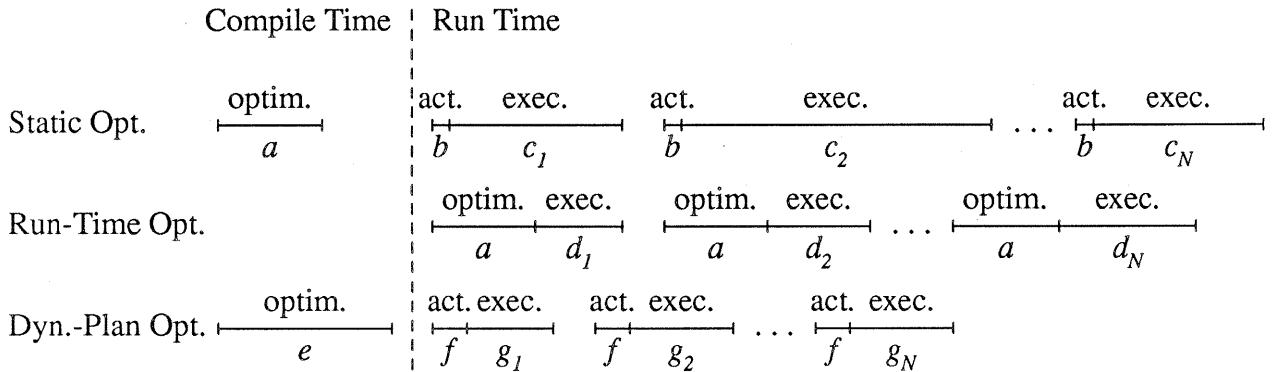 Compile Time Run Time
optim. act. exec. act. exec. act. exec.
Static Opt. . . .
a b c1 b c2 b cN
optim. exec. optim. exec. optim. exec.
Run-Time Opt. . . .
a d1 a d2 a dN
optim. act. exec. act. exec. act. exec.
Dyn.-Plan Opt. . . .
e f g1 f g2 f gN